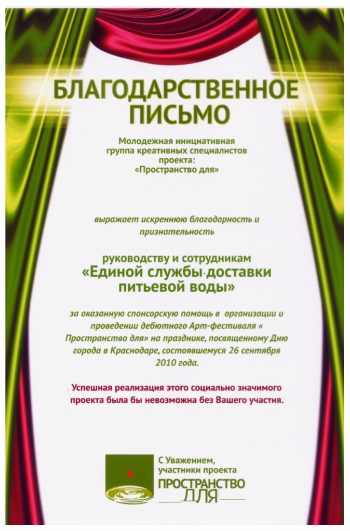 БЛАГОДАРСТВЕННОЕ
ПИСЬМО
Молодежная инициативная
группа креативных специалистов
проекта:
«Пространство для»
выражает искреннюю благодарность и
признательность
руководству и сотрудникам
«Единой службы доставки
питьевой воды»
за оказанную спонсорскую помощь в организации и
проведении дебютного Арт-фестиваля «
Пространство для» на празднике, посвященному Дню
города в Краснодаре, состоявшемуся 26 сентября
2010 года.
Успешная реализация этого социально значимого
проекта была бы невозможна без Вашего участия.
С Уважением,
участники проекта
ПРОСТРАНСТВО
ДЛЯ